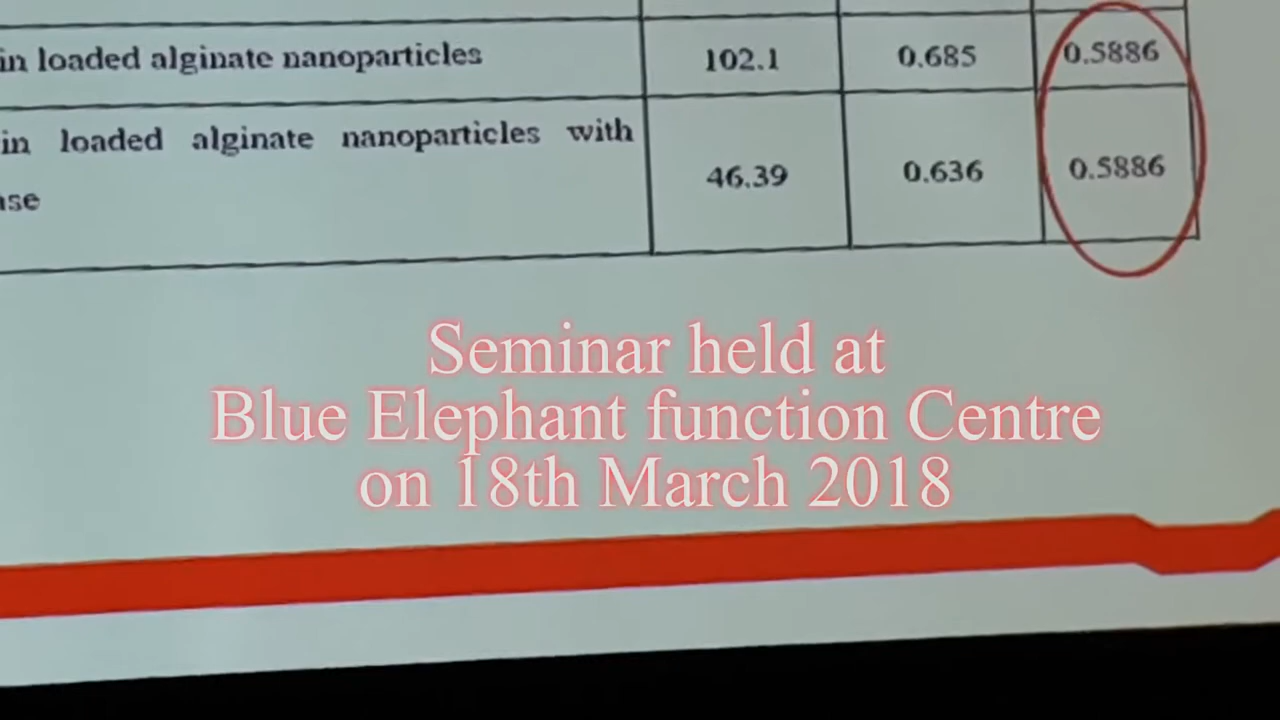 in loaded alginate nanoparticles 102.1 0.685 0.5886
in loaded alginate nanoparticles with
46.39 0.636 0.5886
Seminar held at
Blue Elephant function Centre
on 18th March 2018